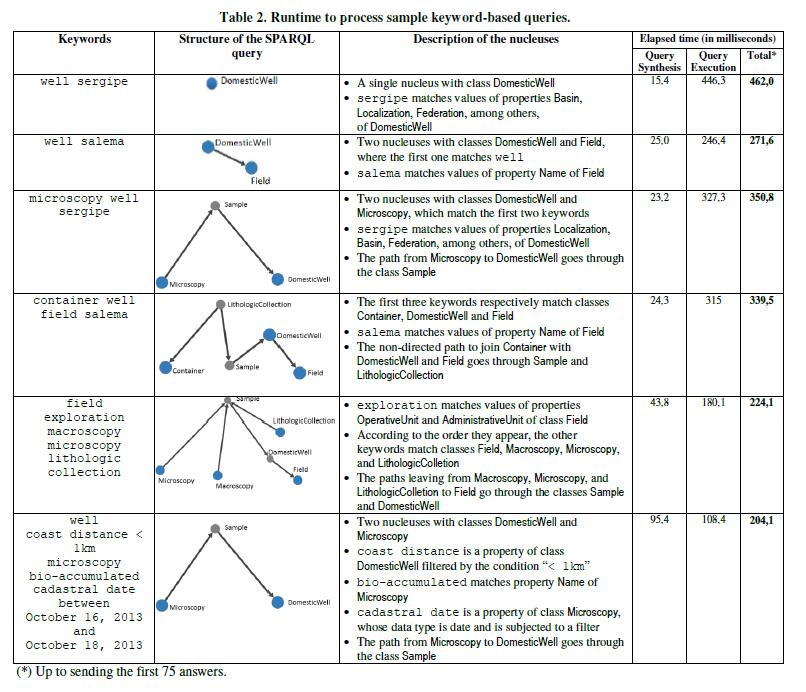 Table 2. Runtime to process sample keyword-based queries.
Keywords
Structure of the SPARQL
query
Description of the nucleuses
Elapsed time (in milliseconds)
Query
Synthesis
Query
Execution
Total*
well sergipe
DomesticWell
• A single nucleus with class DomesticWell
• sergipe matches values of properties Basin,
Localization, Federation, among others,
of DomesticWell
15,4
446,3
462,0
well salema
DomesticWell
Field
• Two nucleuses with classes DomesticWell and Field,
where the first one matches well
• salema matches values of property Name of Field
25,0
246,4
271,6
microscopy well
sergipe
Sample
Microscopy
DomesticWell
• Two nucleuses with classes DomesticWell and
Microscopy, which match the first two keywords
• sergipe matches values of properties Localization,
Basin, Federation, among others, of DomesticWell
• The path from Microscopy to DomesticWell goes through
the class Sample
23,2
327,3
350,8
container well
field salema
LithologicCollection
DomesticWell
Container
Sample
Field
• The first three keywords respectively match classes
Container, DomesticWell and Field
• salema matches values of property Name of Field
• The non-directed path to join Container with
DomesticWell and Field goes through Sample and
LithologicCollection
24,3
315
339,5
field
exploration
macroscopy
microscopy
lithologic
collection
Sample
LithologicCollection
DomesticWell
Field
Microscopy
Macroscopy
• exploration matches values of properties
OperativeUnit and AdministrativeUnit of class Field
• According to the order they appear, the other
keywords match classes Field, Macroscopy, Microscopy,
and LithologicColletion
• The paths leaving from Macroscopy, Microscopy, and
LithologicColletion to Field go through the classes Sample
and DomesticWell
43,8
180,1
224,1
well
coast distance <
1km
microscopy
bio-accumulated
cadastral date
between
October 16, 2013
and
October 18, 2013
Sample
Microscopy
DomesticWell
• Two nucleuses with classes DomesticWell and
Microscopy
• coast distance is a property of class
DomesticWell filtered by the condition “< 1km”
• bio-accumulated matches property Name of
Microscopy
• cadastral date is a property of class Microscopy,
whose data type is date and is subjected to a filter
• The path from Microscopy to DomesticWell goes through
the class Sample
95,4
108,4
204,1
(*) Up to sending the first 75 answers.